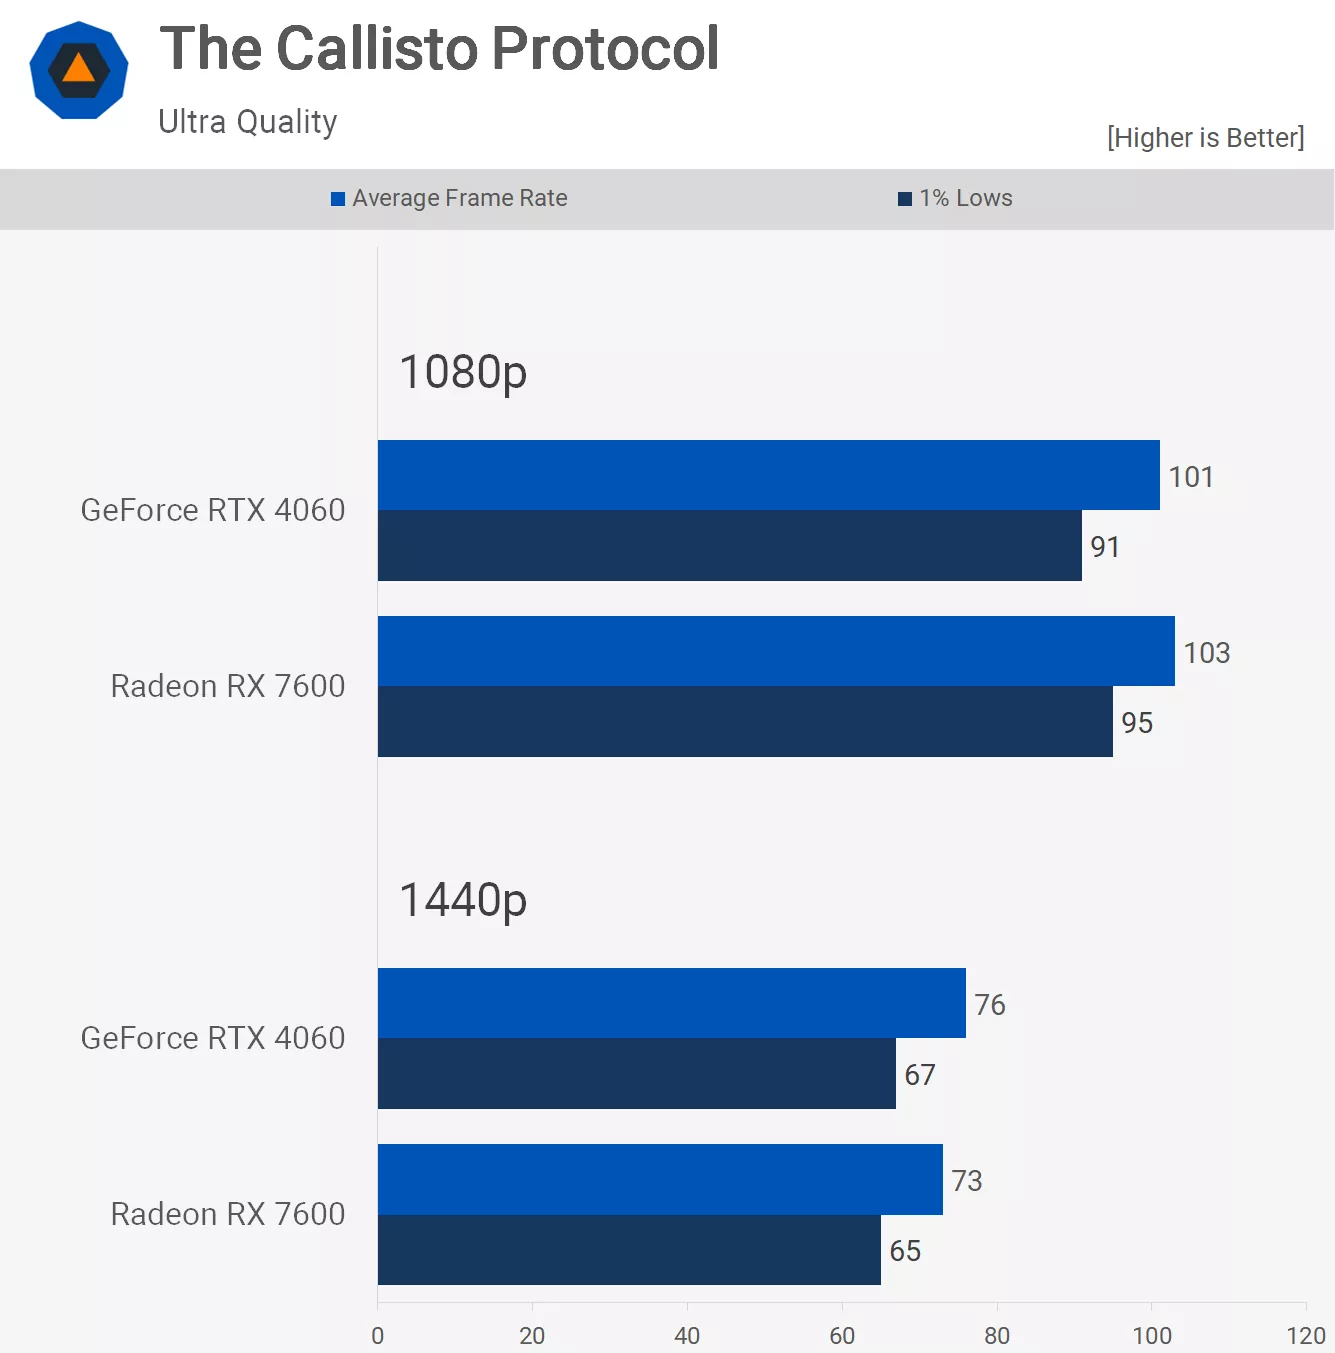 The Callisto Protocol
Ultra Quality
[Higher is Better]
Average Frame Rate 1% Lows
1080p
GeForce RTX 4060
101
91
Radeon RX 7600
103
95
1440p
GeForce RTX 4060
76
67
Radeon RX 7600
73
65
0 20 40 60 80 100 120